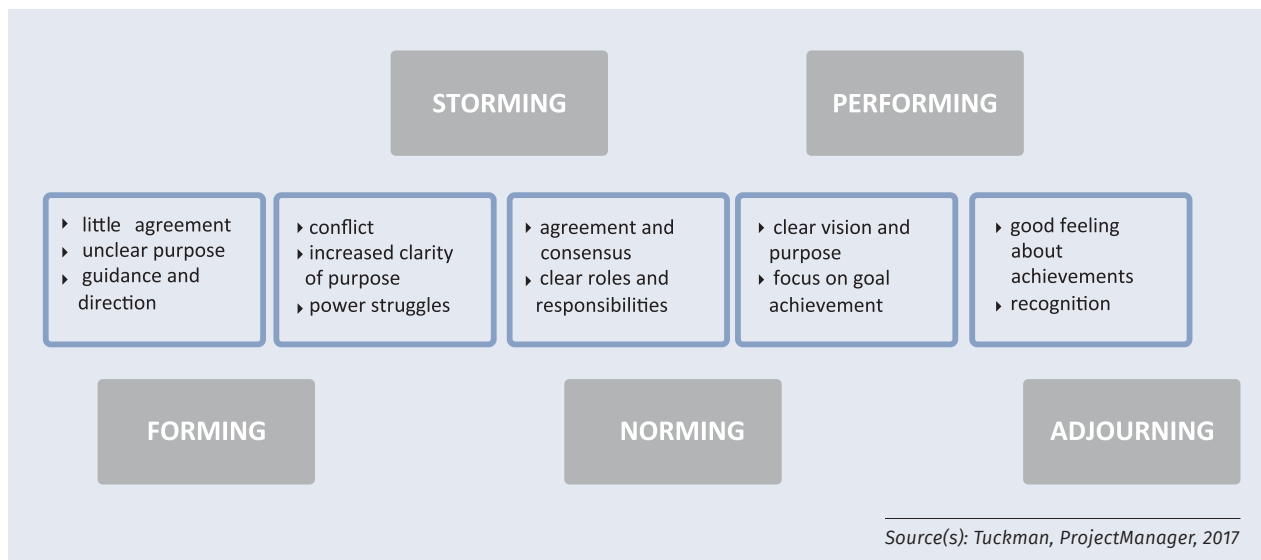 STORMING
PERFORMING
little agreement
unclear purpose
guidance and
direction
conflict
increased clarity
of purpose
power struggles
agreement and
consensus
clear roles and
responsibilities
clear vision and
purpose
focus on goal
achievement
good feeling
about
achievements
recognition
FORMING
NORMING
ADJOURNING
Source(s): Tuckman, ProjectManager, 2017